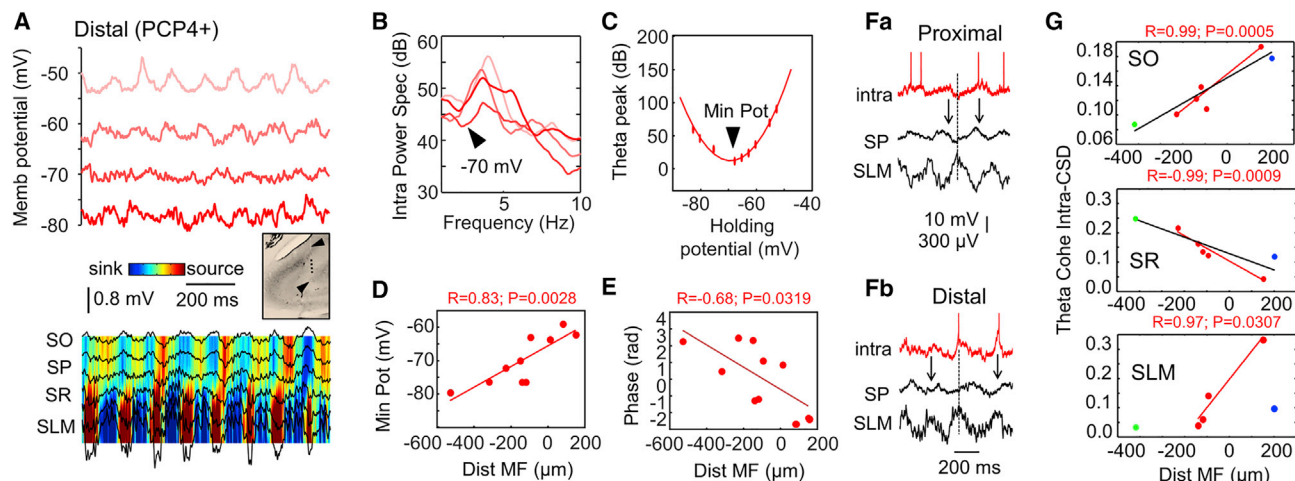 A
Distal (PCP4+)
Memb potential (mV)
-50
-60
-70
-80
sink
source
0.8 mV
200 ms
SO
SP
SR
SLM
B
Intra Power Spec (dB)
60
50
40
30
-70 mV
5
10
Frequency (Hz)
C
Theta peak (dB)
200
150
100
50
0
Min Pot
-80
-60
-40
Holding
potential (mV)
D
R=0.83; P=0.0028
Min Pot (mV)
-60
-70
-80
-600
-400
-200
0
200
Dist MF (µm)
E
R=-0.68; P=0.0319
Phase (rad)
4
3
2
1
0
-1
-2
-600
-400
-200
0
200
Dist MF (µm)
Fa
Proximal
intra
SP
SLM
10 mV
300 µV
Fb
Distal
intra
SP
SLM
200 ms
G
Theta Cohe Intra-CSD
R=0.99; P=0.0005
SO
0.18
0.14
0.10
0.06
-400
-200
0
200
R=-0.99; P=0.0009
SR
0.3
0.2
0.1
0.0
-400
-200
0
200
R=0.97; P=0.0307
SLM
0.3
0.2
0.1
0.0
-400
-200
0
200
Dist MF (µm)